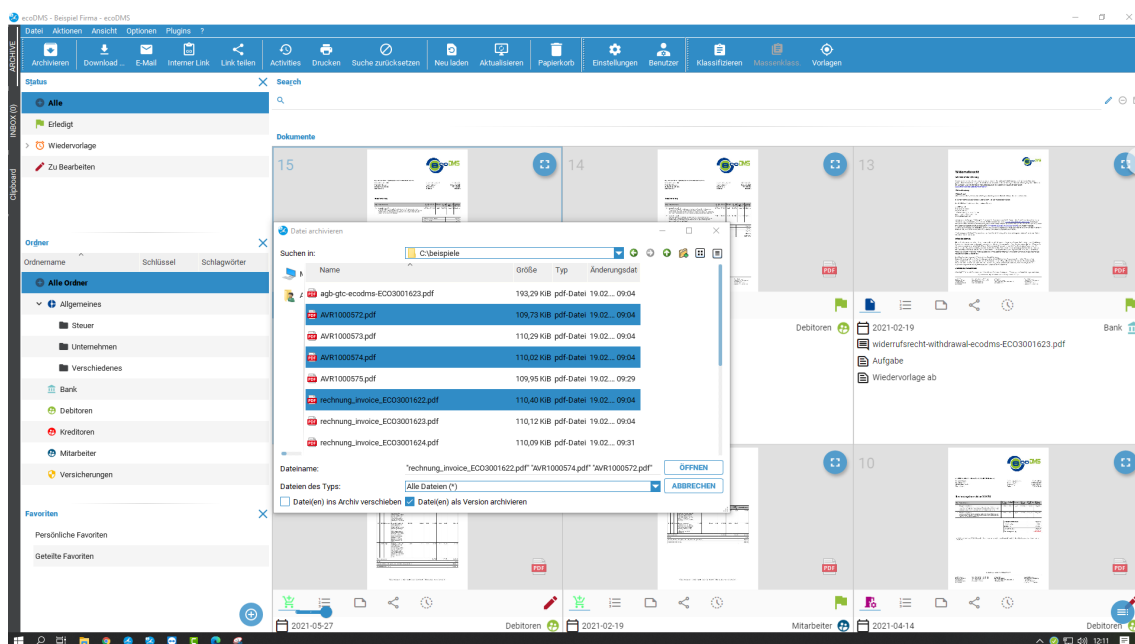 ecoDMS - Beispiel Firma - ecoDMS
Datei Aktionen Ansicht Optionen Plugins ?
Archivieren Download ... E-Mail Interner Link Link teilen Activities Drucken Suche zurücksetzen Neu laden Aktualisieren Papierkorb Einstellungen Benutzer Klassifizieren Massenklass. Vorlagen
ARCHIVE
INBOX (0)
Clipboard
Status
Alle
Erledigt
Wiedervorlage
Zu Bearbeiten
Ordner
Ordnername Schlüssel Schlagwörter
Alle Ordner
Allgemeines
Steuer
Unternehmen
Verschiedenes
Bank
Debitoren
Kreditoren
Mitarbeiter
Versicherungen
Favoriten
Persönliche Favoriten
Geteilte Favoriten
Search
Dokumente
15
14
13
Datei archivieren
Suchen in: C:\beispiele
Name Größe Typ Änderungsdat
agb-gtc-ecodms-ECO3001623.pdf 193,29 KiB pdf-Datei 19.02.... 09:04
AVR1000572.pdf 109,73 KiB pdf-Datei 19.02.... 09:04
AVR1000573.pdf 110,29 KiB pdf-Datei 19.02.... 09:04
AVR1000574.pdf 110,02 KiB pdf-Datei 19.02.... 09:04
AVR1000575.pdf 109,95 KiB pdf-Datei 19.02.... 09:29
rechnung_invoice_ECO3001622.pdf 110,40 KiB pdf-Datei 19.02.... 09:04
rechnung_invoice_ECO3001623.pdf 110,12 KiB pdf-Datei 19.02.... 09:04
rechnung_invoice_ECO3001624.pdf 110,09 KiB pdf-Datei 19.02.... 09:31
Dateiname: "rechnung_invoice_ECO3001622.pdf" "AVR1000574.pdf" "AVR1000572.pdf" ÖFFNEN
Dateien des Typs: Alle Dateien (*) ABBRECHEN
Datei(en) ins Archiv verschieben Datei(en) als Version archivieren
PDF
PDF
Debitoren
2021-02-19 Bank
widerrufsrecht-withdrawal-ecodms-ECO3001623.pdf
Aufgabe
Wiedervorlage ab
10
PDF
PDF
PDF
2021-05-27 Debitoren
2021-02-19 Mitarbeiter
2021-04-14 Debitoren
12:11